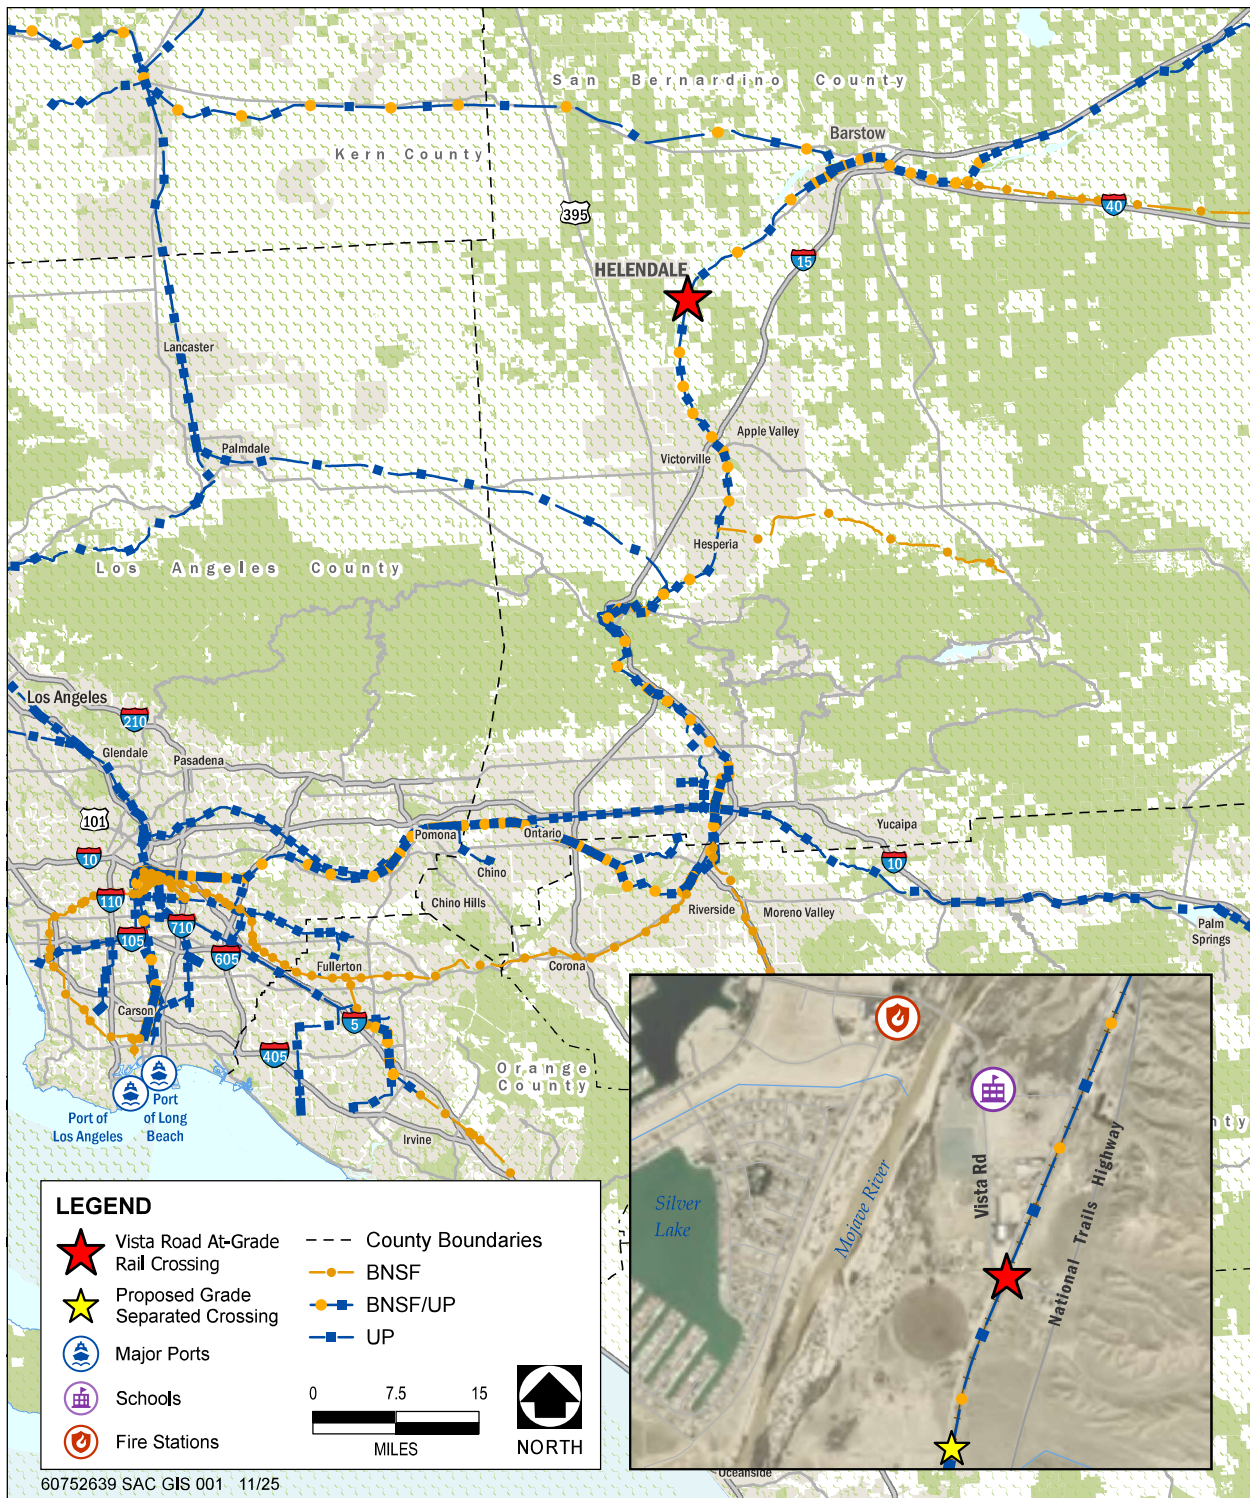 San Bernardino County
Barstow
Kern County
395
40
15
HELENDALE
Lancaster
Apple Valley
Palmdale
Victorville
Hesperia
Los Angeles County
Los Angeles
210
Glendale
Pasadena
101
Pomona
Ontario
Yucaipa
10
10
Chino
110
Chino Hills
Riverside
Moreno Valley
710
105
Palm
Springs
605
Fullerton
Corona
Carson
5
405
Orange
County
Port of
Los Angeles
Port
of Long
Beach
Irvine
nty
Oceanside
Vista Rd
National Trails Highway
Mojave River
Silver
Lake
LEGEND
Vista Road At-Grade
Rail Crossing
Proposed Grade
Separated Crossing
Major Ports
Schools
Fire Stations
County Boundaries
BNSF
BNSF/UP
UP
0 7.5 15
MILES
NORTH
60752639 SAC GIS 001 11/25